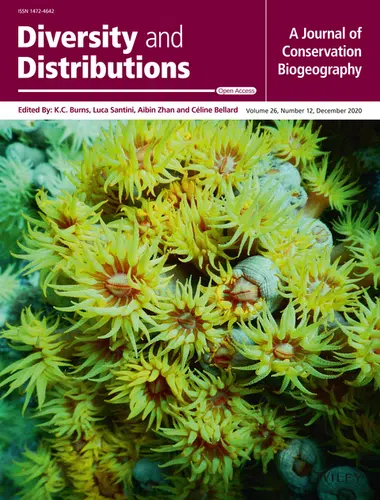 ISSN 1472-4642
Diversity and
Distributions
Open Access
A Journal of
Conservation
Biogeography
Edited By: K.C. Burns, Luca Santini, Aibin Zhan and Céline Bellard
Volume 26, Number 12, December 2020
WILEY